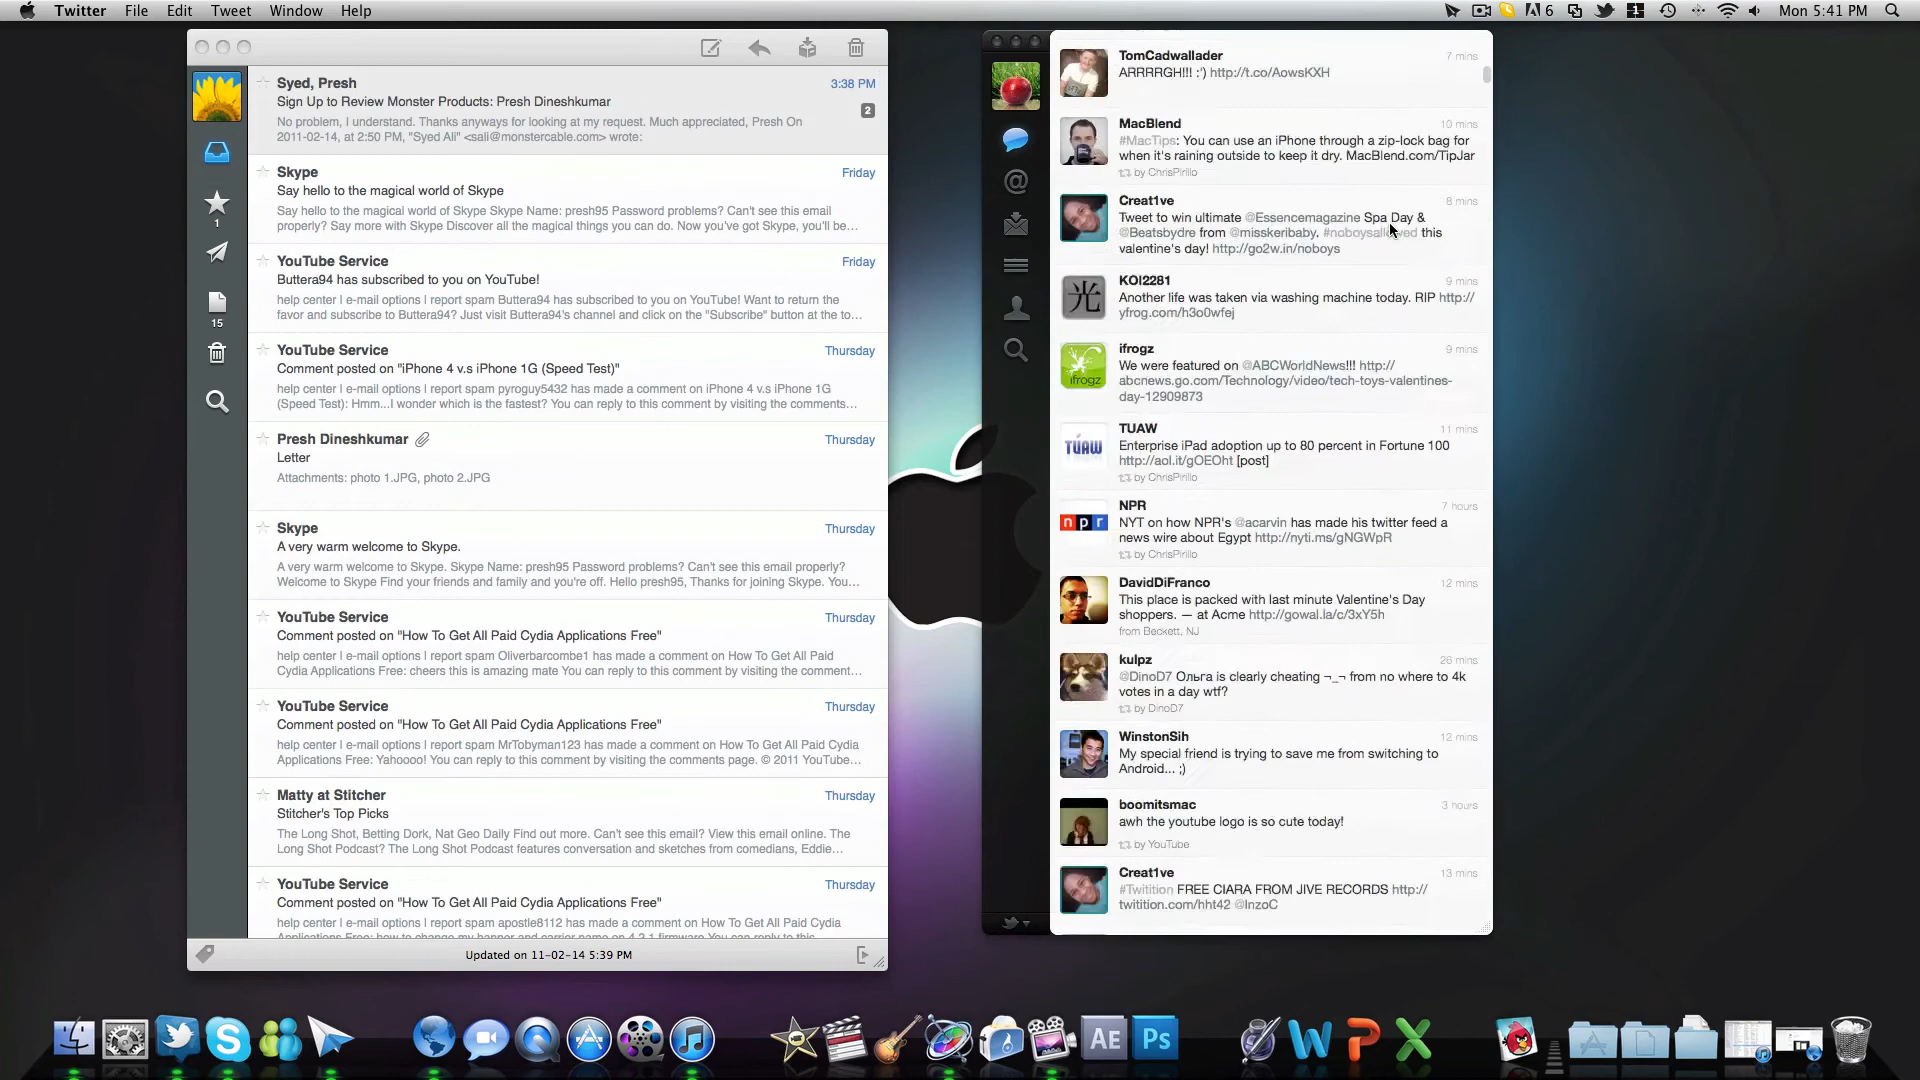 Twitter File Edit Tweet Window Help
6
1
Mon 5:41 PM
Syed, Presh 3:38 PM
Sign Up to Review Monster Products: Presh Dineshkumar
2
No problem, I understand. Thanks anyways for looking at my request. Much appreciated, Presh On
2011-02-14, at 2:50 PM, "Syed Ali" <sali@monstercable.com> wrote:
Skype Friday
Say hello to the magical world of Skype
Say hello to the magical world of Skype Skype Name: presh95 Password problems? Can't see this email
properly? Say more with Skype Discover all the magical things you can do. Now you've got Skype, you'll be…
1
YouTube Service Friday
Buttera94 has subscribed to you on YouTube!
help center | e-mail options | report spam Buttera94 has subscribed to you on YouTube! Want to return the
favor and subscribe to Buttera94? Just visit Buttera94's channel and click on the "Subscribe" button at the to…
15
YouTube Service Thursday
Comment posted on "iPhone 4 v.s iPhone 1G (Speed Test)"
help center | e-mail options | report spam pyroguy5432 has made a comment on iPhone 4 v.s iPhone 1G
(Speed Test): Hmm...I wonder which is the fastest? You can reply to this comment by visiting the comments…
Presh Dineshkumar Thursday
Letter
Attachments: photo 1.JPG, photo 2.JPG
Skype Thursday
A very warm welcome to Skype.
A very warm welcome to Skype. Skype Name: presh95 Password problems? Can't see this email properly?
Welcome to Skype Find your friends and family and you're off. Hello presh95, Thanks for joining Skype. You…
YouTube Service Thursday
Comment posted on "How To Get All Paid Cydia Applications Free"
help center | e-mail options | report spam Oliverbarcombe1 has made a comment on How To Get All Paid
Cydia Applications Free: cheers this is amazing mate You can reply to this comment by visiting the comment…
YouTube Service Thursday
Comment posted on "How To Get All Paid Cydia Applications Free"
help center | e-mail options | report spam MrTobyman123 has made a comment on How To Get All Paid Cydia
Applications Free: Yahoooo! You can reply to this comment by visiting the comments page. © 2011 YouTube…
Matty at Stitcher Thursday
Stitcher's Top Picks
The Long Shot, Betting Dork, Nat Geo Daily Find out more. Can't see this email? View this email online. The
Long Shot Podcast? The Long Shot Podcast features conversation and sketches from comedians, Eddie…
YouTube Service Thursday
Comment posted on "How To Get All Paid Cydia Applications Free"
help center | e-mail options | report spam apostle8112 has made a comment on How To Get All Paid Cydia
Applications Free: how to change my banner and carrier name on 4.2.1 firmware You can reply to this
Updated on 11-02-14 5:39 PM
TomCadwallader 7 mins
ARRRRGH!!! :') http://t.co/AowsKXH
MacBlend 10 mins
#MacTips: You can use an iPhone through a zip-lock bag for
when it's raining outside to keep it dry. MacBlend.com/TipJar
by ChrisPirillo
Creat1ve 8 mins
Tweet to win ultimate @Essencemagazine Spa Day &
@Beatsbydre from @misskeribaby. #noboysallowed this
valentine's day! http://go2w.in/noboys
KOI2281 9 mins
Another life was taken via washing machine today. RIP http://
yfrog.com/h3o0wfej
ifrogz 9 mins
We were featured on @ABCWorldNews!!! http://
abcnews.go.com/Technology/video/tech-toys-valentines-
day-12909873
ifrogz
TUAW 11 mins
Enterprise iPad adoption up to 80 percent in Fortune 100
http://aol.it/gOEOht [post]
by ChrisPirillo
TUAW
NPR 7 hours
NYT on how NPR's @acarvin has made his twitter feed a
news wire about Egypt http://nyti.ms/gNGWpR
by ChrisPirillo
npr
DavidDiFranco 12 mins
This place is packed with last minute Valentine's Day
shoppers. — at Acme http://gowal.la/c/3xY5h
from Beckett, NJ
kulpz 26 mins
@DinoD7 Ольга is clearly cheating ¬_¬ from no where to 4k
votes in a day wtf?
by DinoD7
WinstonSih 12 mins
My special friend is trying to save me from switching to
Android... ;)
boomitsmac 3 hours
awh the youtube logo is so cute today!
by YouTube
Creat1ve 13 mins
#Twitition FREE CIARA FROM JIVE RECORDS http://
twitition.com/hht42 @InzoC
光
AE Ps